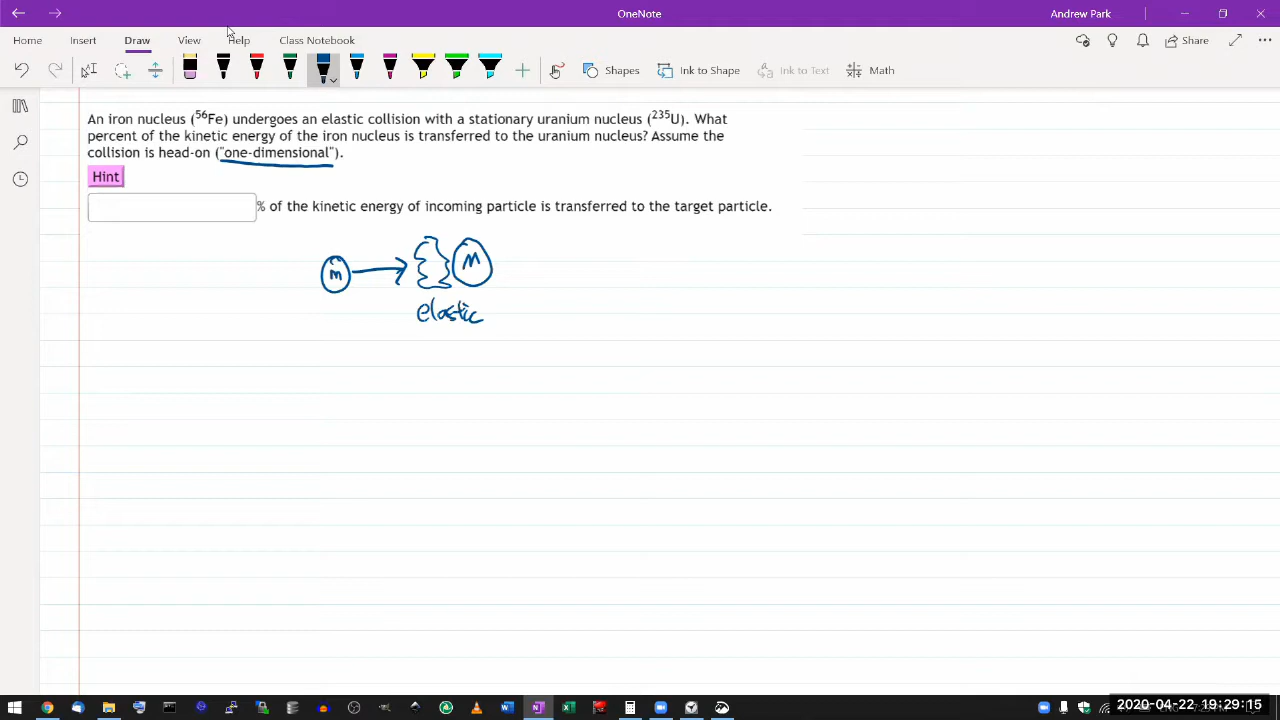 OneNote
Andrew Park
Home Insert Draw View Help Class Notebook
Share
Shapes Ink to Shape Ink to Text Math
An iron nucleus (⁵⁶Fe) undergoes an elastic collision with a stationary uranium nucleus (²³⁵U). What
percent of the kinetic energy of the iron nucleus is transferred to the uranium nucleus? Assume the
collision is head-on ("one-dimensional").
Hint
% of the kinetic energy of incoming particle is transferred to the target particle.
m M
elastic
2020-04-22 19:29:15